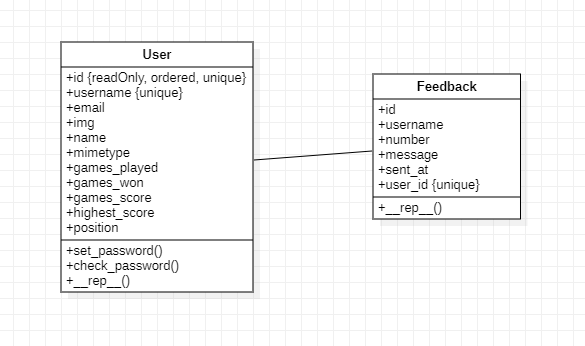 User
+id {readOnly, ordered, unique}
+username {unique}
+email
+img
+name
+mimetype
+games_played
+games_won
+games_score
+highest_score
+position
+set_password()
+check_password()
+__rep__()
Feedback
+id
+username
+number
+message
+sent_at
+user_id {unique}
+__rep__()